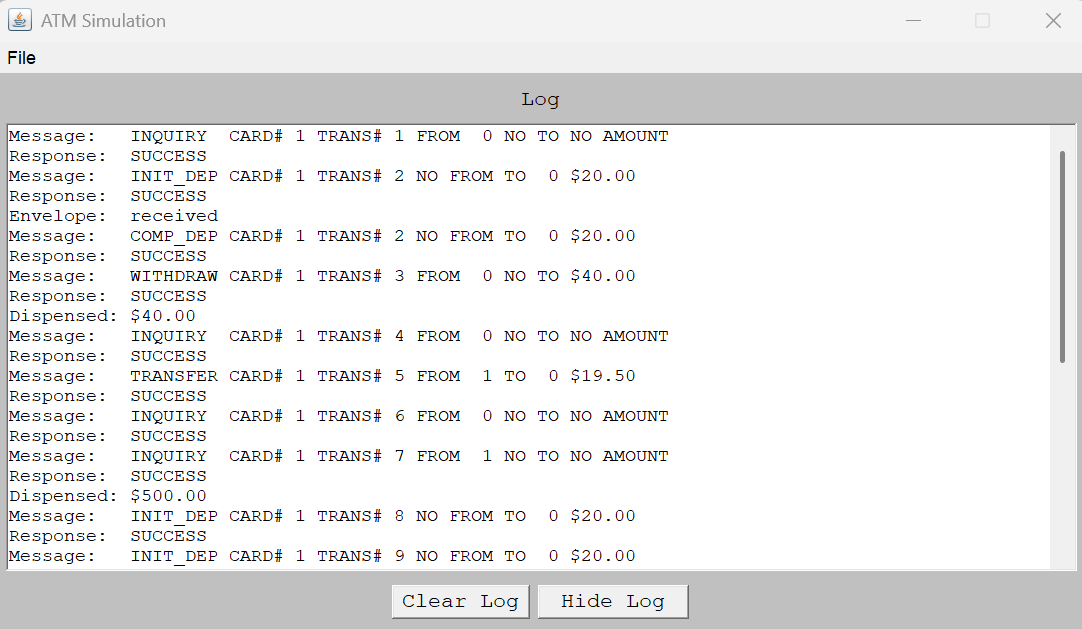 ATM Simulation
File
Log
Message:   INQUIRY  CARD# 1 TRANS# 1 FROM  0 NO TO NO AMOUNT
Response:  SUCCESS
Message:   INIT_DEP CARD# 1 TRANS# 2 NO FROM TO  0 $20.00
Response:  SUCCESS
Envelope:  received
Message:   COMP_DEP CARD# 1 TRANS# 2 NO FROM TO  0 $20.00
Response:  SUCCESS
Message:   WITHDRAW CARD# 1 TRANS# 3 FROM  0 NO TO $40.00
Response:  SUCCESS
Dispensed: $40.00
Message:   INQUIRY  CARD# 1 TRANS# 4 FROM  0 NO TO NO AMOUNT
Response:  SUCCESS
Message:   TRANSFER CARD# 1 TRANS# 5 FROM  1 TO  0 $19.50
Response:  SUCCESS
Message:   INQUIRY  CARD# 1 TRANS# 6 FROM  0 NO TO NO AMOUNT
Response:  SUCCESS
Message:   INQUIRY  CARD# 1 TRANS# 7 FROM  1 NO TO NO AMOUNT
Response:  SUCCESS
Dispensed: $500.00
Message:   INIT_DEP CARD# 1 TRANS# 8 NO FROM TO  0 $20.00
Response:  SUCCESS
Message:   INIT_DEP CARD# 1 TRANS# 9 NO FROM TO  0 $20.00
Clear Log Hide Log